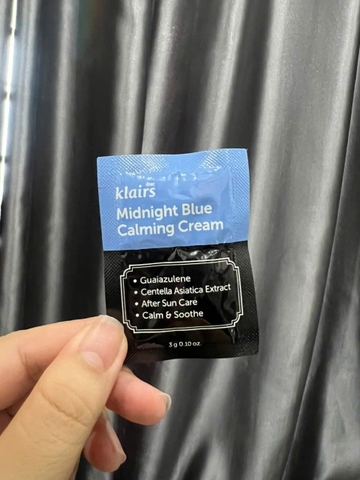 klairs
Midnight Blue
Calming Cream
• Guaiazulene
• Centella Asiatica Extract
• After Sun Care
• Calm & Soothe
3 g 0.10 oz